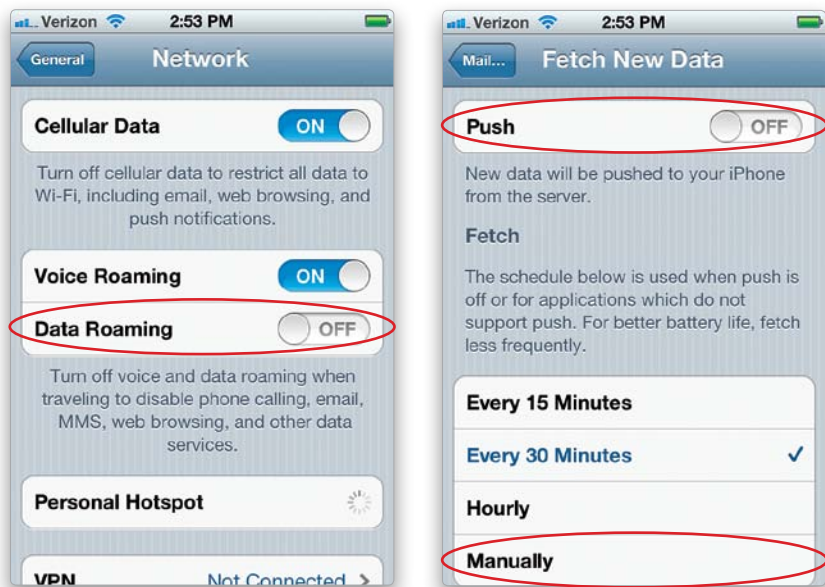 Verizon 2:53 PM
General Network
Cellular Data ON
Turn off cellular data to restrict all data to
Wi-Fi, including email, web browsing, and
push notifications.
Voice Roaming ON
Data Roaming OFF
Turn off voice and data roaming when
traveling to disable phone calling, email,
MMS, web browsing, and other data
services.
Personal Hotspot
VPN Not Connected
Verizon 2:53 PM
Mail... Fetch New Data
Push OFF
New data will be pushed to your iPhone
from the server.
Fetch
The schedule below is used when push is
off or for applications which do not
support push. For better battery life, fetch
less frequently.
Every 15 Minutes
Every 30 Minutes
Hourly
Manually